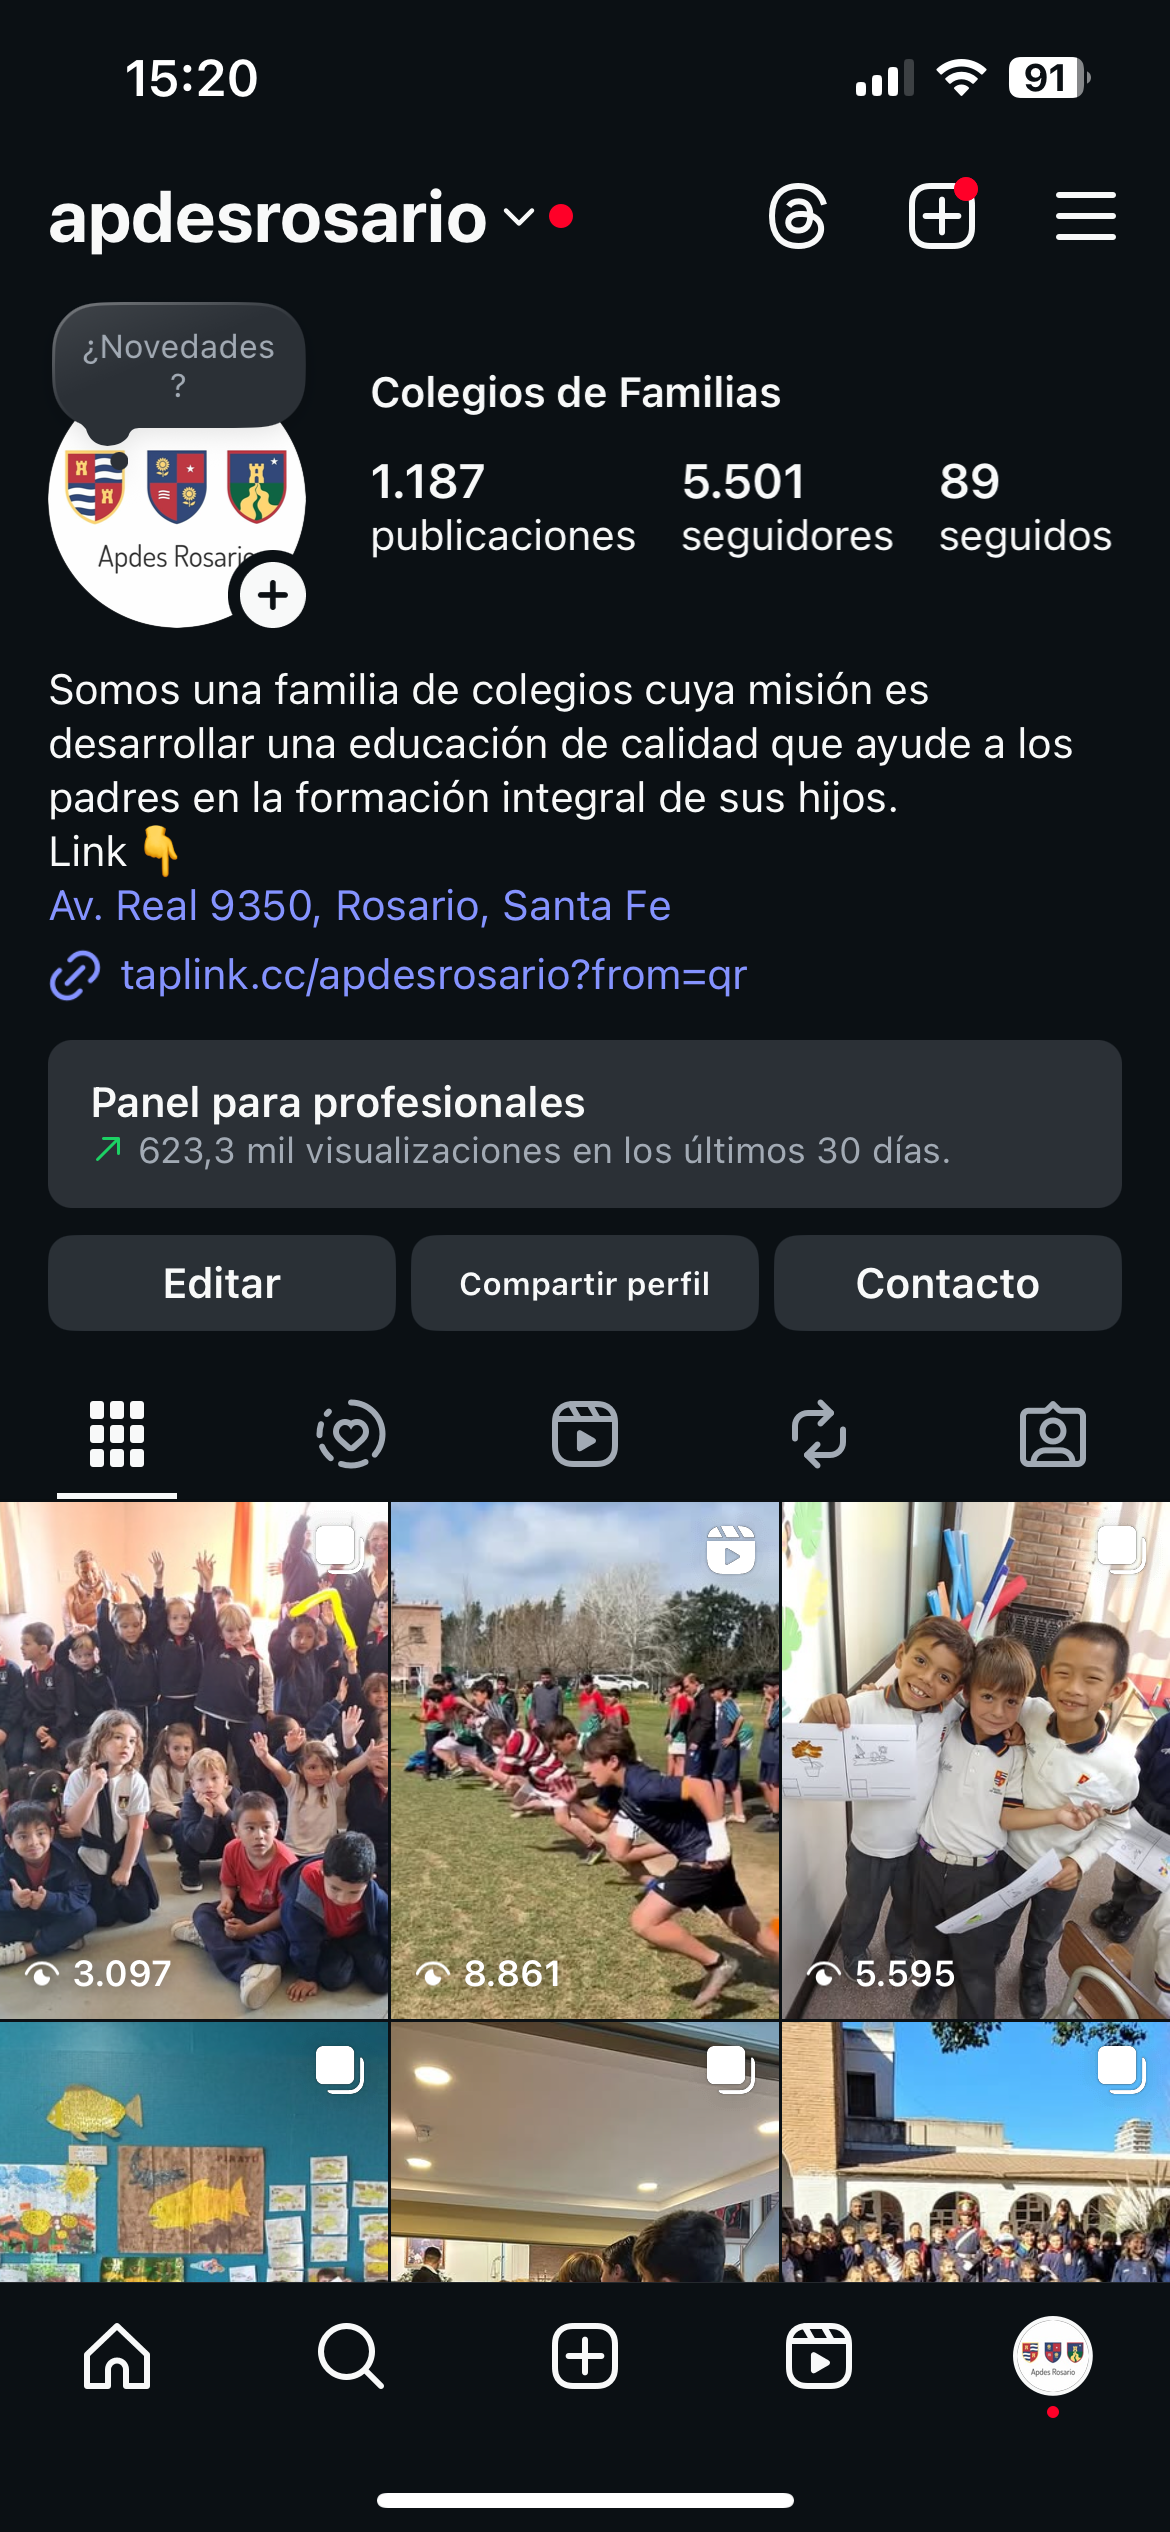 15:20
91
apdesrosario
¿Novedades
?
Apdes Rosario
Colegios de Familias
1.187 5.501 89
publicaciones seguidores seguidos
Somos una familia de colegios cuya misión es
desarrollar una educación de calidad que ayude a los
padres en la formación integral de sus hijos.
Link 👇
Av. Real 9350, Rosario, Santa Fe
taplink.cc/apdesrosario?from=qr
Panel para profesionales
623,3 mil visualizaciones en los últimos 30 días.
Editar Compartir perfil Contacto
3.097 8.861 5.595
Apdes Rosario